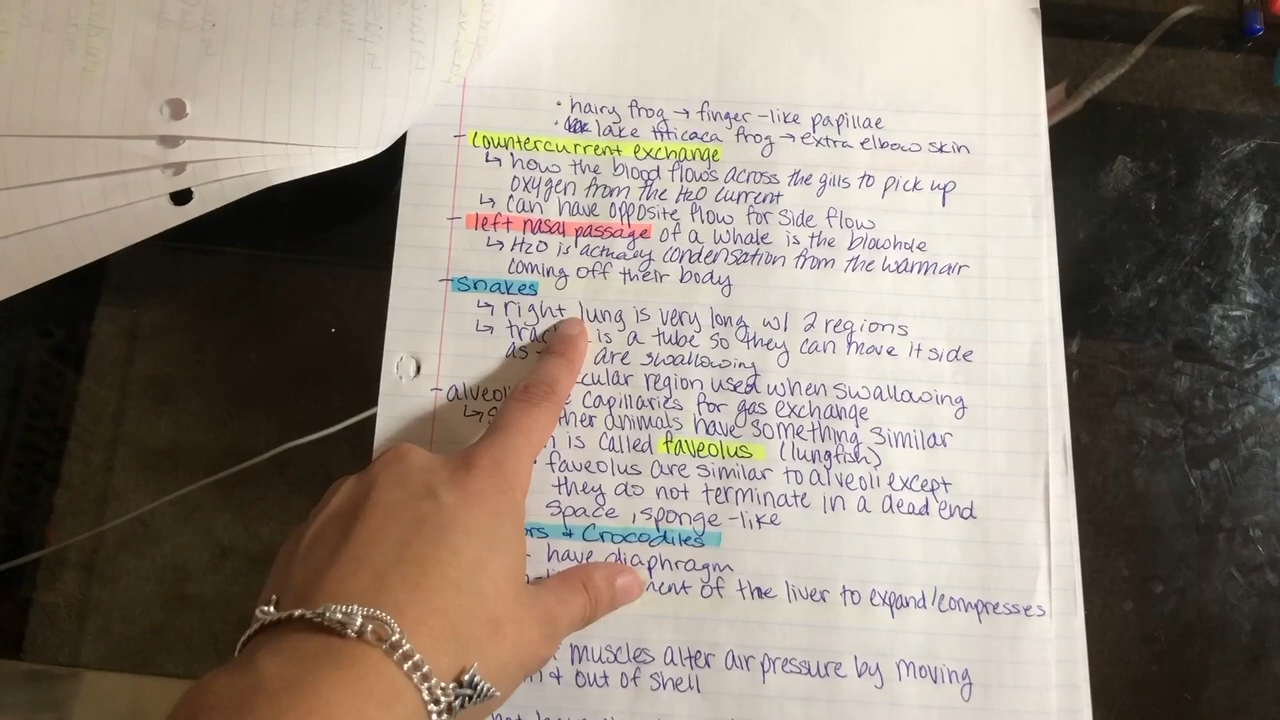 • hairy frog → finger-like papillae
• lake titicaca frog → extra elbow skin
- countercurrent exchange
↳ how the blood flows across the gills to pick up
oxygen from the H2O current
↳ can have opposite flow for side flow
- left nasal passage of a whale is the blowhole
↳ H2O is actually condensation from the warm air
coming off their body
- Snakes
↳ right lung is very long w/ 2 regions
↳ is a tube so they can move it side
as are swallowing
region used when swallowing
- capillaries for gas exchange
↳ animals have something similar
is called faveolus (lungfish)
• faveolus are similar to alveoli except
they do not terminate in a dead end
space, sponge-like
& Crocodiles
- have diaphragm
of the liver to expand/compresses
muscles alter air pressure by moving
& out of shell